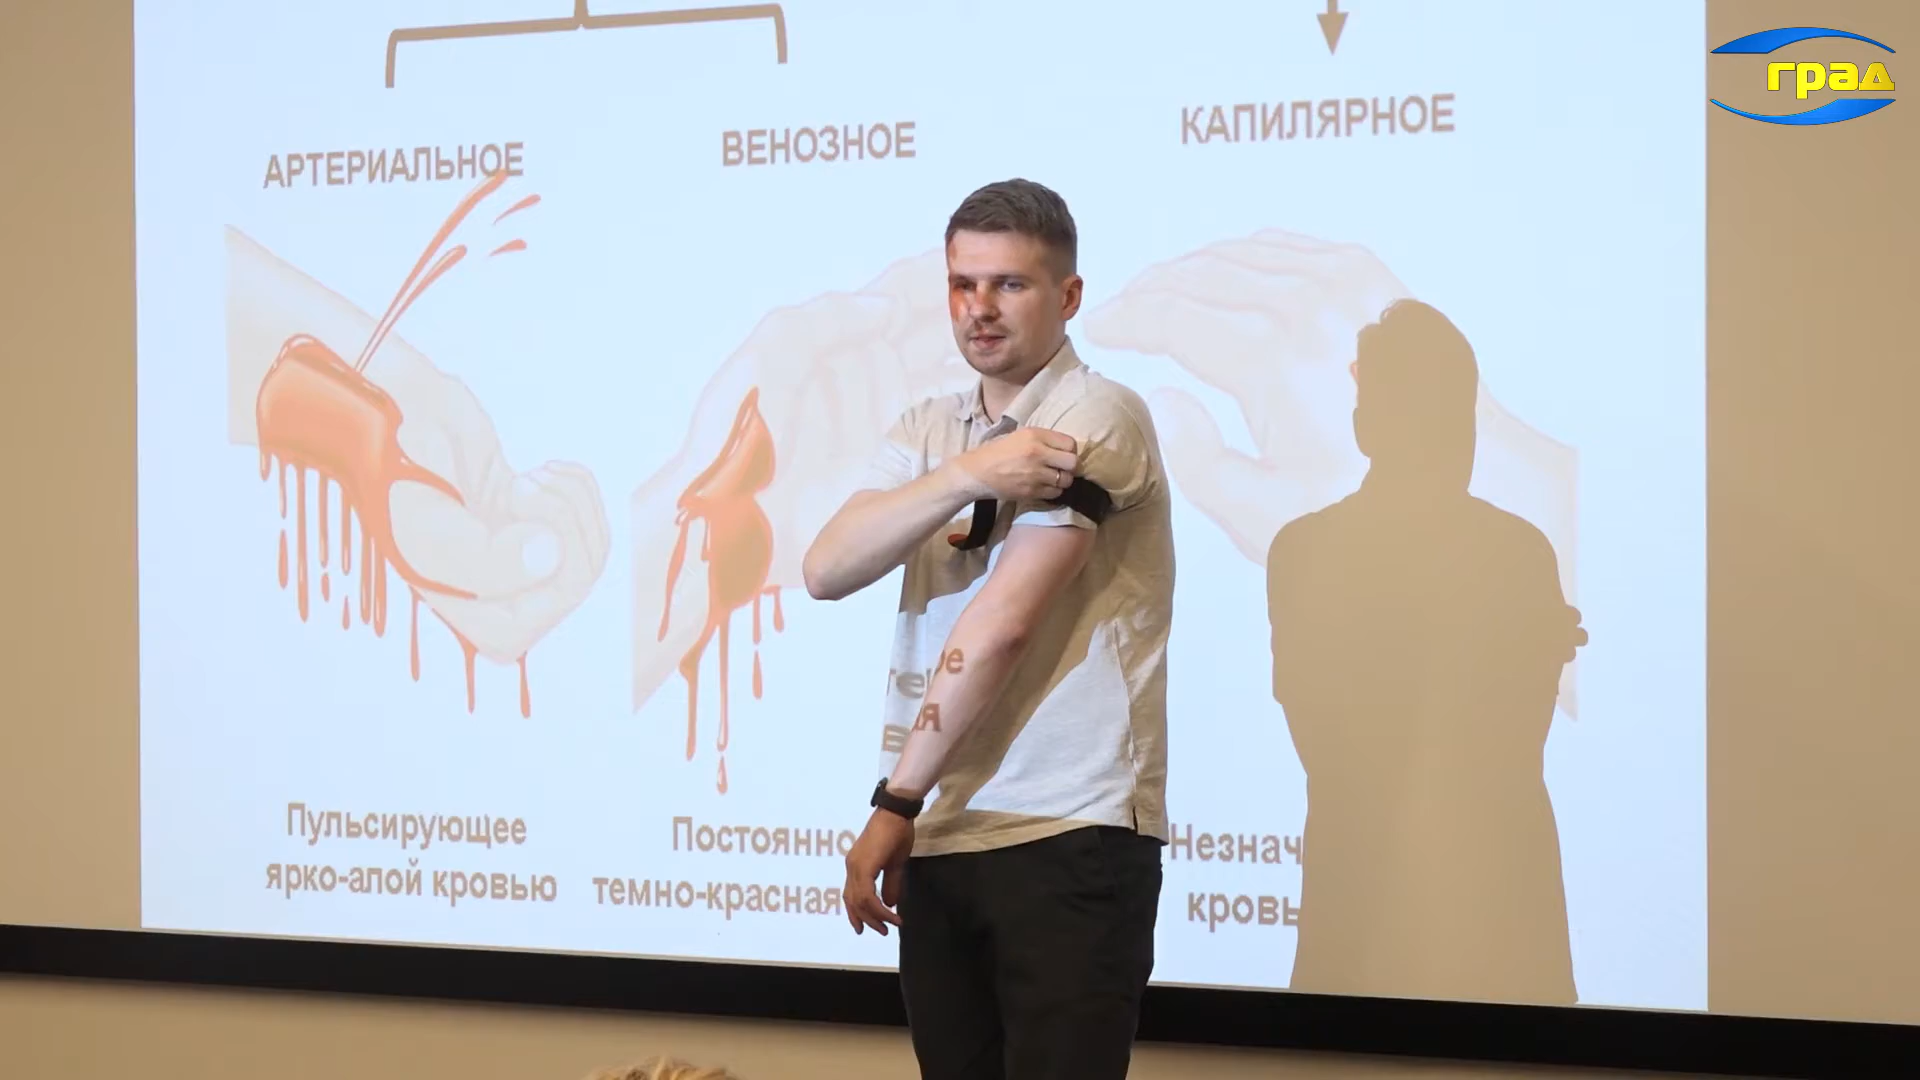 град
АРТЕРИАЛЬНОЕ
ВЕНОЗНОЕ
КАПИЛЯРНОЕ
Пульсирующее
ярко-алой кровью
Постоянно
темно-красная
Незнач
кровь